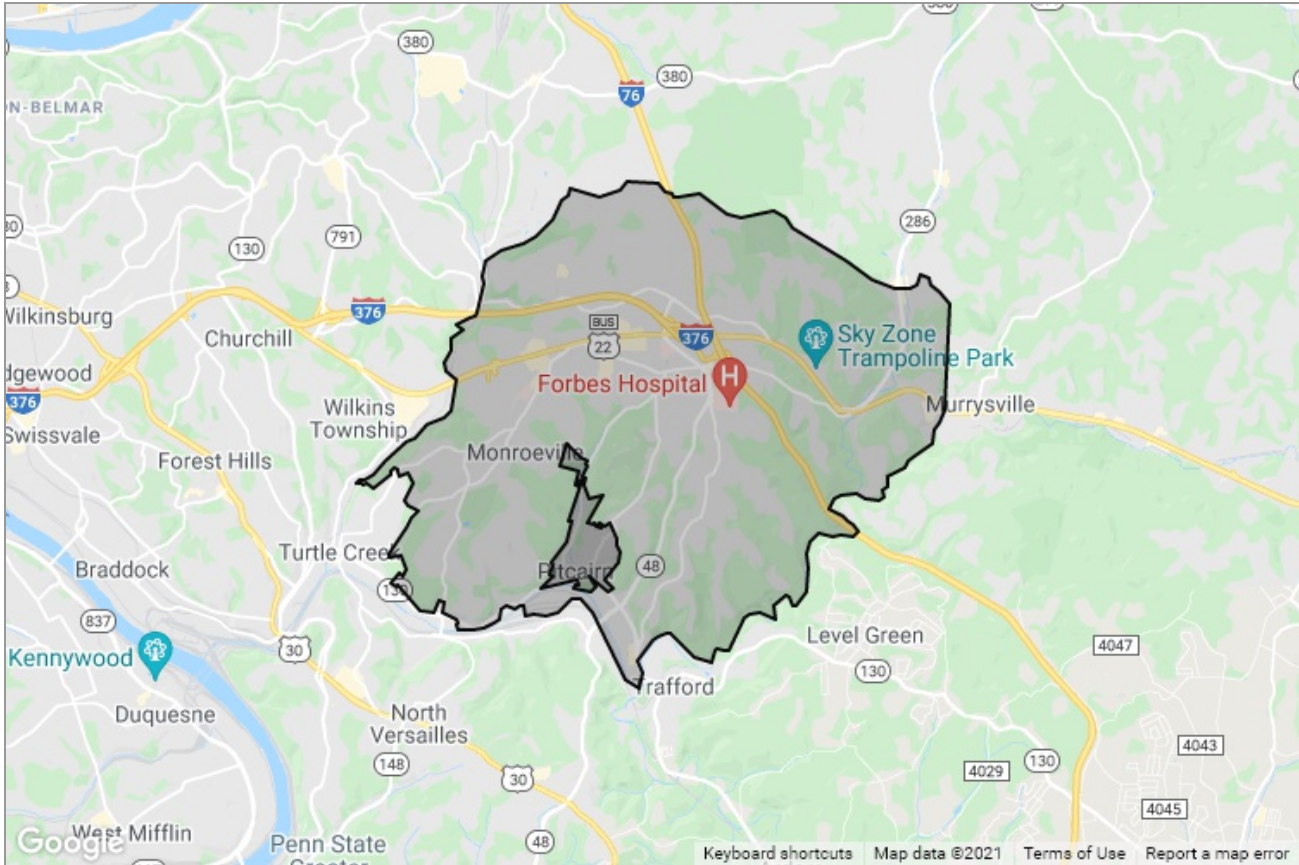 380
76
380
ON-BELMAR
286
791
130
376
Wilkinsburg
Churchill
BUS
22
376
Sky Zone
Trampoline Park
dgewood
376
Forbes Hospital
H
Murrysville
Wilkins
Township
Swissvale
Monroeville
Forest Hills
Turtle Creek
Pitcairn
48
Braddock
130
837
30
Level Green
4047
Kennywood
130
Trafford
Duquesne
North
Versailles
4043
148
4029
130
30
4045
West Mifflin
48
Penn State
Google
Keyboard shortcuts
Map data ©2021
Terms of Use
Report a map error